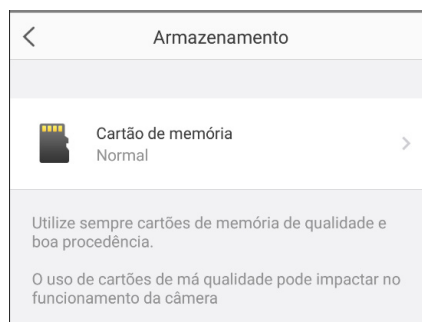 Armazenamento
Cartão de memória
Normal
Utilize sempre cartões de memória de qualidade e
boa procedência.
O uso de cartões de má qualidade pode impactar no
funcionamento da câmera